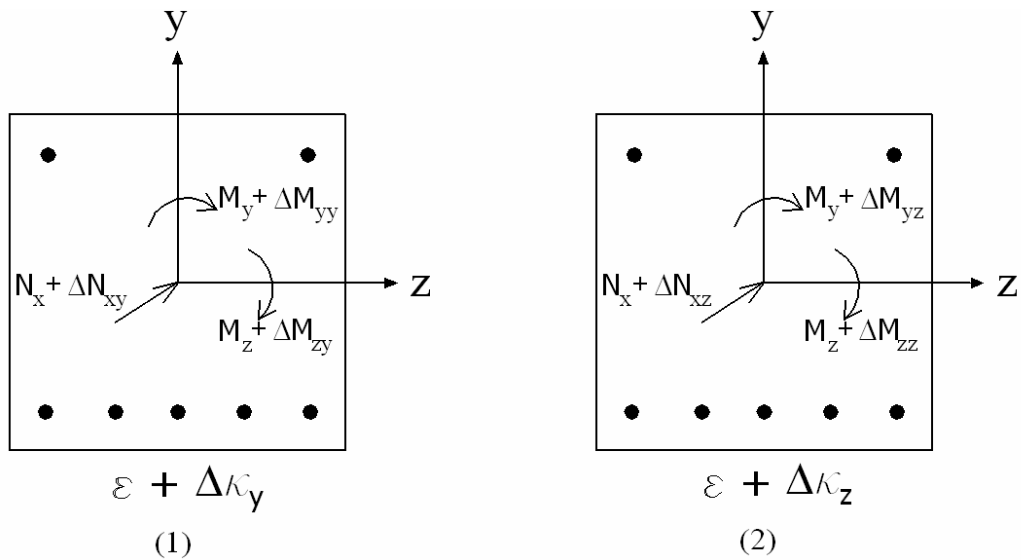 y
M_y + ΔM_yy
N_x + ΔN_xy
z
M_z + ΔM_zy
ε + Δκ_y
(1)
y
M_y + ΔM_yz
N_x + ΔN_xz
z
M_z + ΔM_zz
ε + Δκ_z
(2)